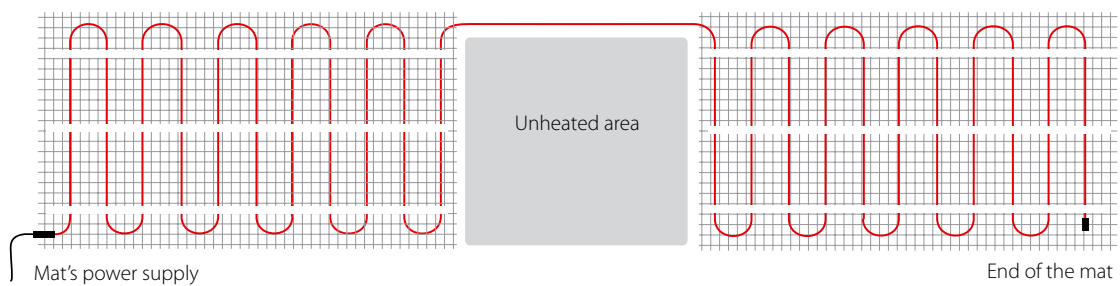 Unheated area
Mat’s power supply
End of the mat